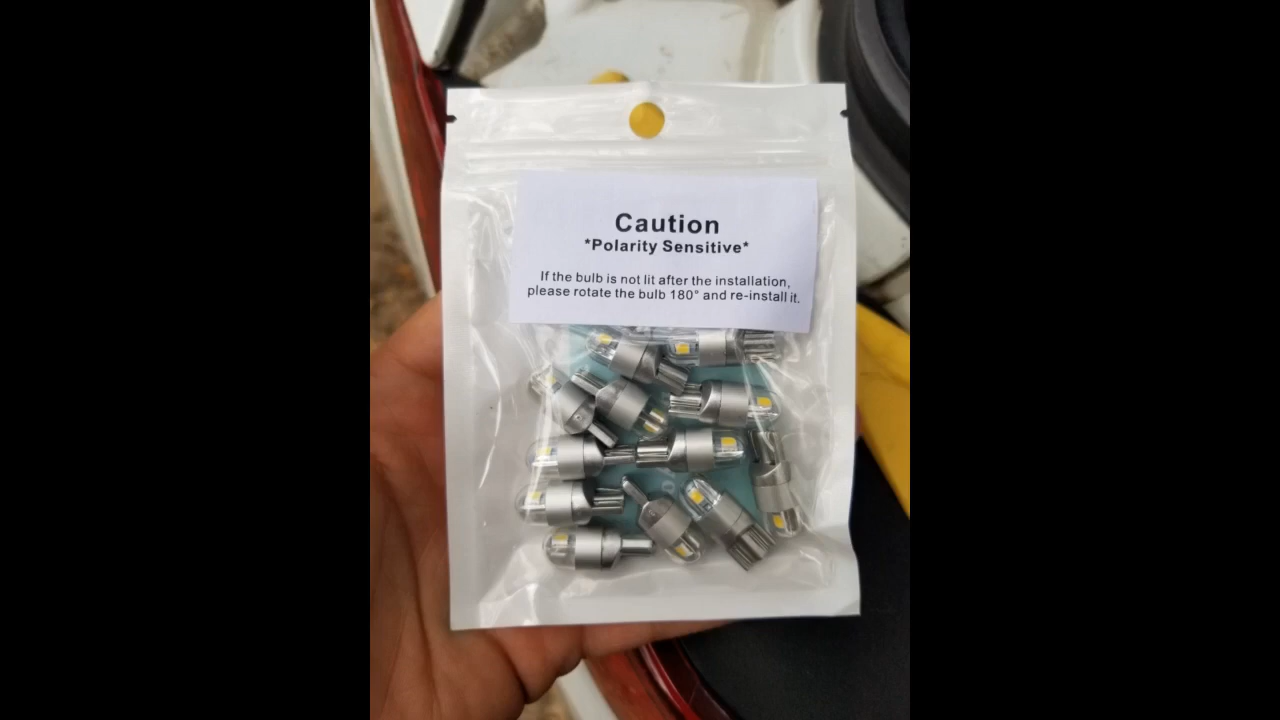 Caution
*Polarity Sensitive*
If the bulb is not lit after the installation,
please rotate the bulb 180° and re-install it.